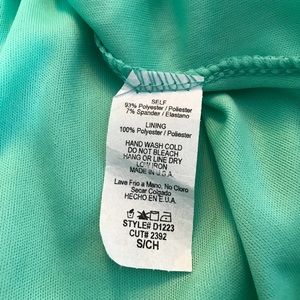 SELF
93% Polyester / Poliester
7% Spandex / Elastano
LINING
100% Polyester / Poliester
HAND WASH COLD
DO NOT BLEACH
HANG OR LINE DRY
LOW IRON
MADE IN U.S.A
Lave Frio a Mano, No Cloro
Secar Colgado
HECHO EN E.U.A.
STYLE# D1223
CUT# 2392
S/CH